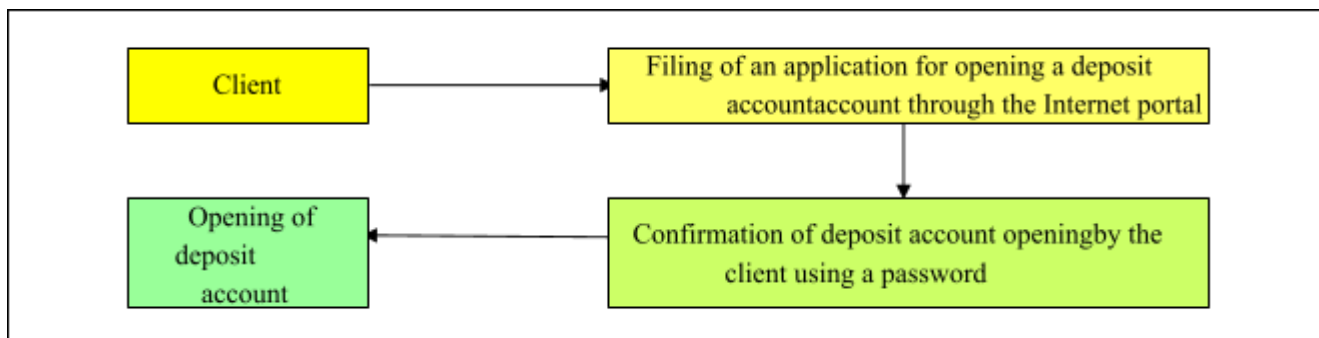 Client
Filing of an application for opening a deposit
accountaccount through the Internet portal
Confirmation of deposit account openingby the
client using a password
Opening of
deposit
account